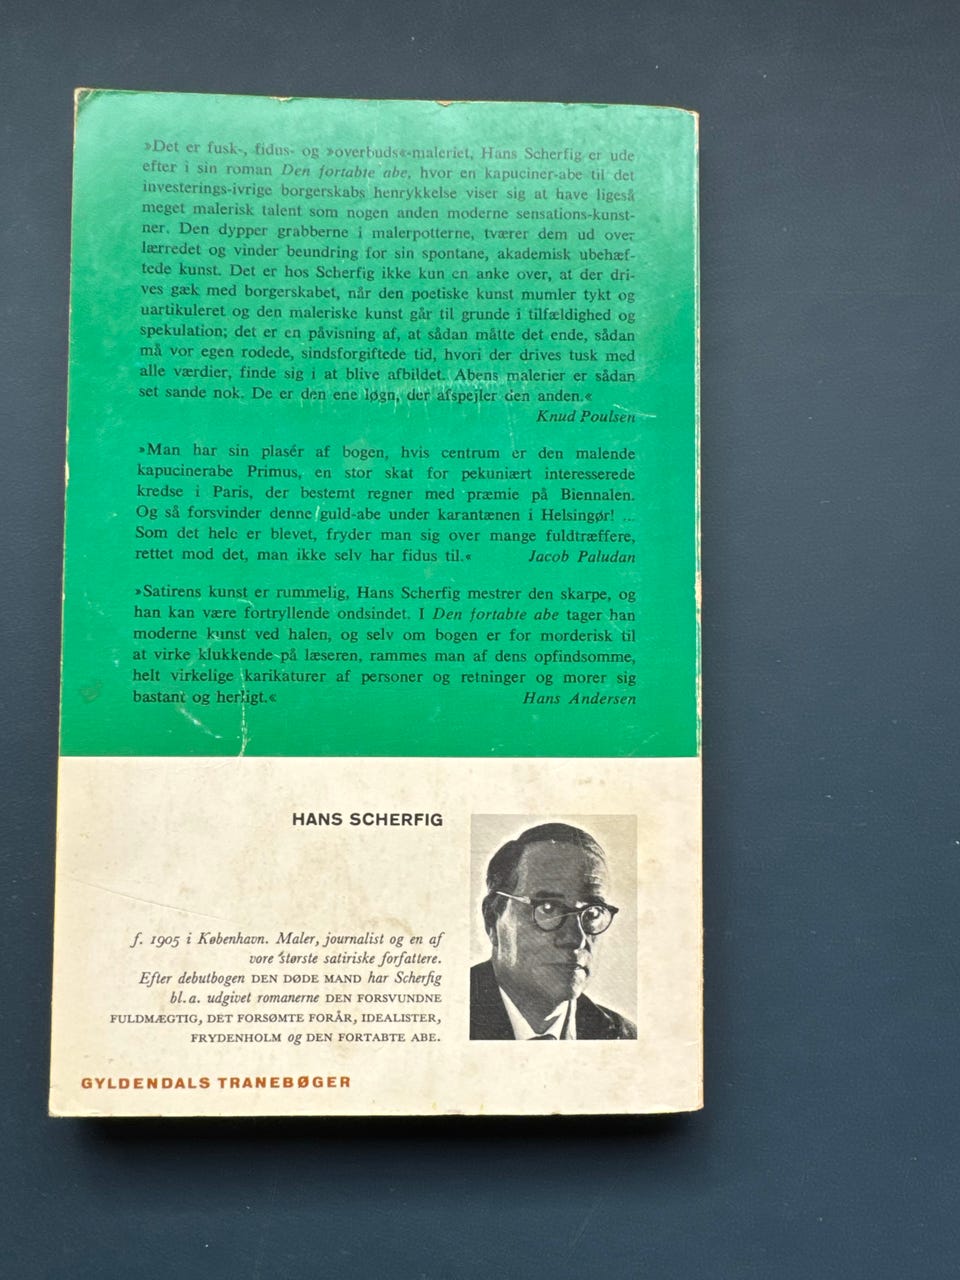 »Det er fusk-, fidus- og »overbuds«-maleriet, Hans Scherfig er ude
efter i sin roman Den fortabte abe, hvor en kapuciner-abe til det
investerings-ivrige borgerskabs henrykkelse viser sig at have ligeså
meget malerisk talent som nogen anden moderne sensations-kunst-
ner. Den dypper grabberne i malerpotterne, tværer dem ud over
lærredet og vinder beundring for sin spontane, akademisk ubehæf-
tede kunst. Det er hos Scherfig ikke kun en anke over, at der dri-
ves gæk med borgerskabet, når den poetiske kunst mumler tykt og
uartikuleret og den maleriske kunst går til grunde i tilfældighed og
spekulation; det er en påvisning af, at sådan måtte det ende, sådan
må vor egen rodede, sindsforgiftede tid, hvori der drives tusk med
alle værdier, finde sig i at blive afbildet. Abens malerier er sådan
set sande nok. De er den ene løgn, der afspejler den anden.«
Knud Poulsen
»Man har sin plasér af bogen, hvis centrum er den malende
kapucinerabe Primus, en stor skat for pekuniært interesserede
kredse i Paris, der bestemt regner med præmie på Biennalen.
Og så forsvinder denne guld-abe under karantænen i Helsingør! ...
Som det hele er blevet, fryder man sig over mange fuldtræffere,
rettet mod det, man ikke selv har fidus til.« Jacob Paludan
»Satirens kunst er rummelig, Hans Scherfig mestrer den skarpe, og
han kan være fortryllende ondsindet. I Den fortabte abe tager han
moderne kunst ved halen, og selv om bogen er for morderisk til
at virke klukkende på læseren, rammes man af dens opfindsomme,
helt virkelige karikaturer af personer og retninger og morer sig
bastant og herligt.« Hans Andersen
HANS SCHERFIG
f. 1905 i København. Maler, journalist og en af
vore største satiriske forfattere.
Efter debutbogen DEN DØDE MAND har Scherfig
bl.a. udgivet romanerne DEN FORSVUNDNE
FULDMÆGTIG, DET FORSØMTE FORÅR, IDEALISTER,
FRYDENHOLM og DEN FORTABTE ABE.
GYLDENDALS TRANEBØGER